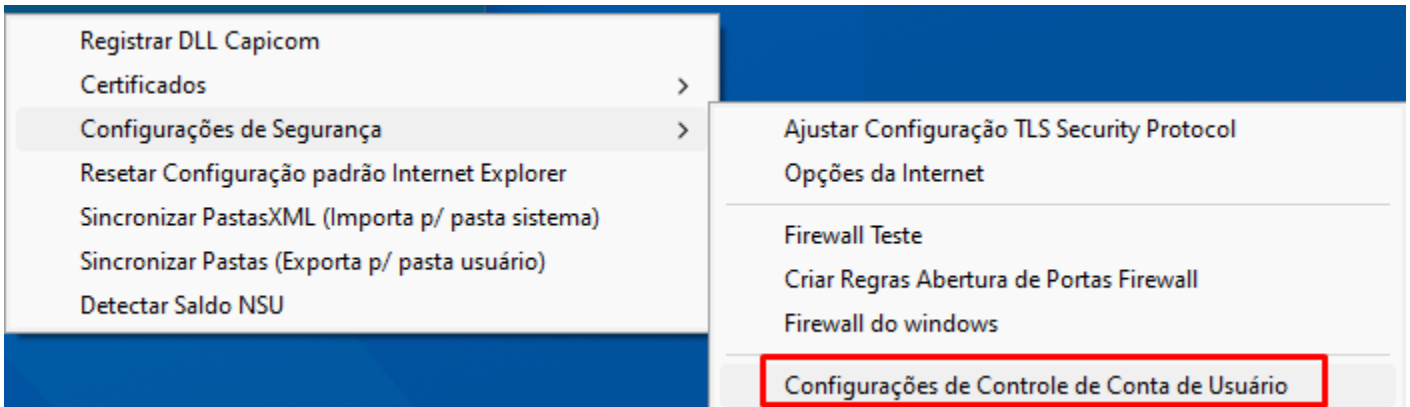 Registrar DLL Capicom
Certificados
Configurações de Segurança
Resetar Configuração padrão Internet Explorer
Sincronizar PastasXML (Importa p/ pasta sistema)
Sincronizar Pastas (Exporta p/ pasta usuário)
Detectar Saldo NSU
Ajustar Configuração TLS Security Protocol
Opções da Internet
Firewall Teste
Criar Regras Abertura de Portas Firewall
Firewall do windows
Configurações de Controle de Conta de Usuário